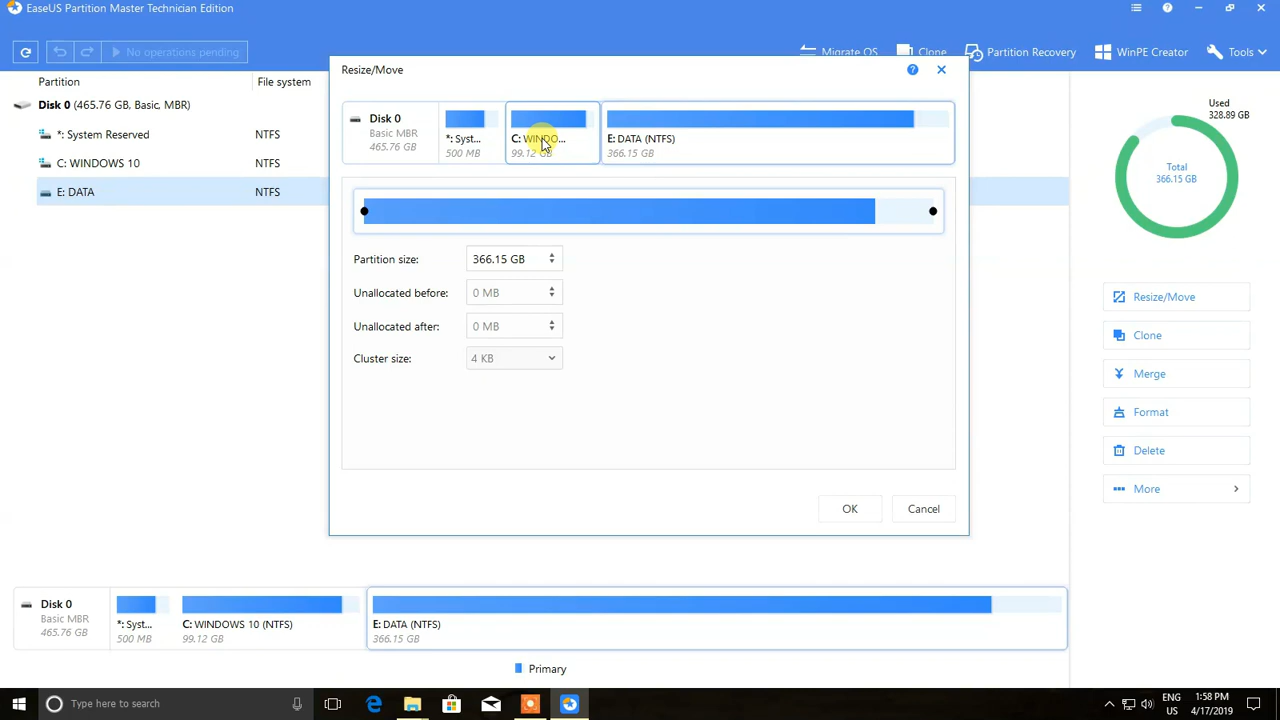 EaseUS Partition Master Technician Edition
No operations pending
Migrate OS
Clone
Partition Recovery
WinPE Creator
Tools
Partition
File system
Disk 0 (465.76 GB, Basic, MBR)
*: System Reserved
NTFS
C: WINDOWS 10
NTFS
E: DATA
NTFS
Resize/Move
Disk 0
Basic MBR
465.76 GB
*: Syst...
500 MB
C: WINDO...
99.12 GB
E: DATA (NTFS)
366.15 GB
Partition size:
366.15 GB
Unallocated before:
0 MB
Unallocated after:
0 MB
Cluster size:
4 KB
OK
Cancel
Used
328.89 GB
Total
366.15 GB
Resize/Move
Clone
Merge
Format
Delete
More
Disk 0
Basic MBR
465.76 GB
*: Syst...
500 MB
C: WINDOWS 10 (NTFS)
99.12 GB
E: DATA (NTFS)
366.15 GB
Primary
Type here to search
ENG
US
1:58 PM
4/17/2019